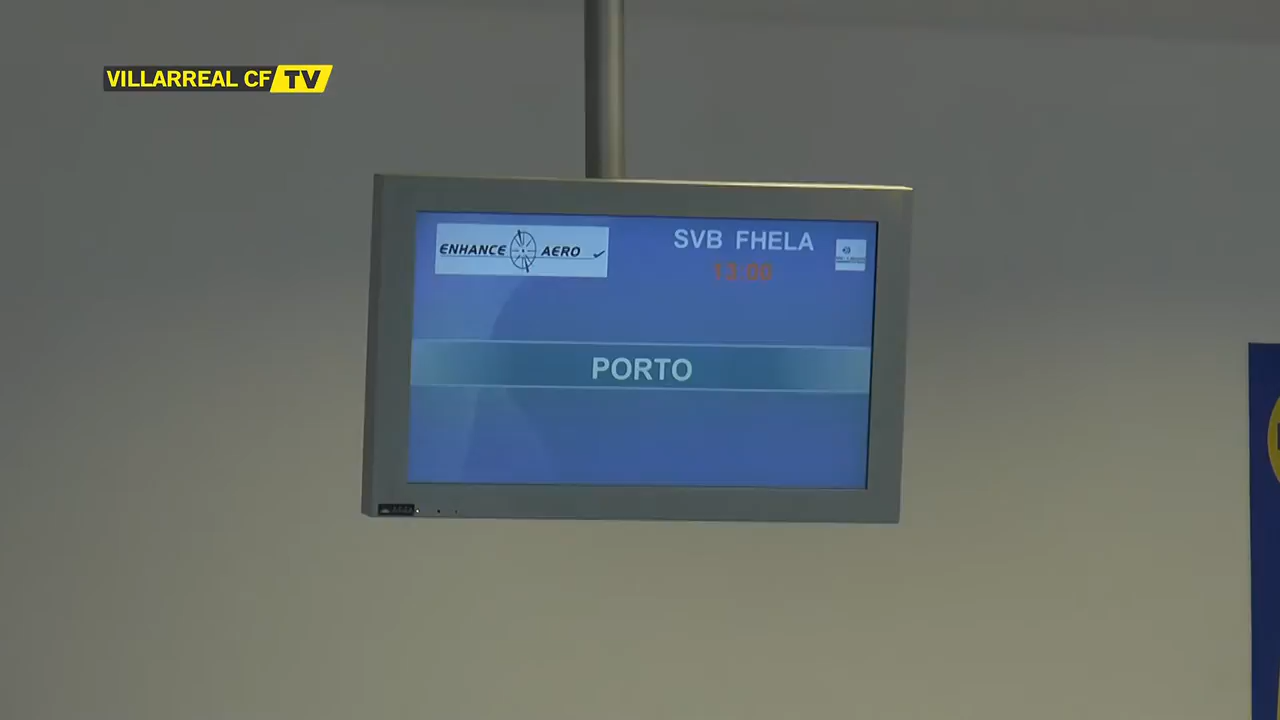 VILLARREAL CF TV
ENHANCE AERO
SVB FHELA
13:00
PORTO